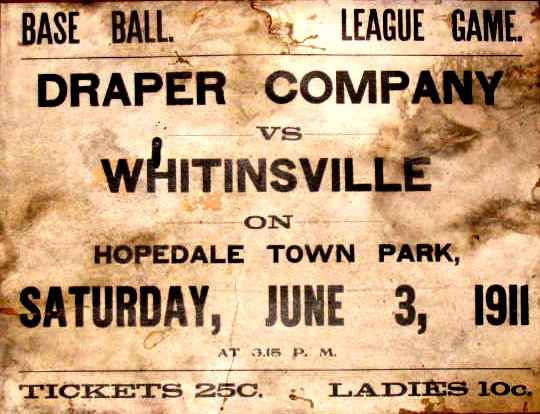 BASE BALL. LEAGUE GAME.
DRAPER COMPANY
VS
WHITINSVILLE
ON
HOPEDALE TOWN PARK,
SATURDAY, JUNE 3, 1911
AT 3.15 P. M.
TICKETS 25C. LADIES 10c.